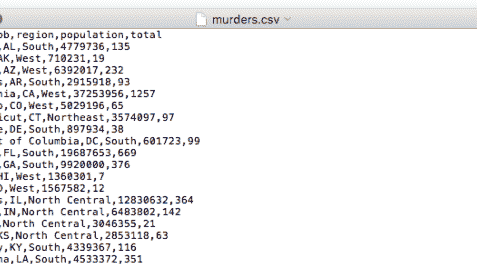 murders.csv
ob,region,population,total
,AL,South,4779736,135
AK,West,710231,19
,AZ,West,6392017,232
s,AR,South,2915918,93
nia,CA,West,37253956,1257
o,CO,West,5029196,65
icut,CT,Northeast,3574097,97
e,DE,South,897934,38
t of Columbia,DC,South,601723,99
,FL,South,19687653,669
,GA,South,9920000,376
HI,West,1360301,7
D,West,1567582,12
s,IL,North Central,12830632,364
,IN,North Central,6483802,142
,North Central,3046355,21
KS,North Central,2853118,63
y,KY,South,4339367,116
na,LA,South,4533372,351